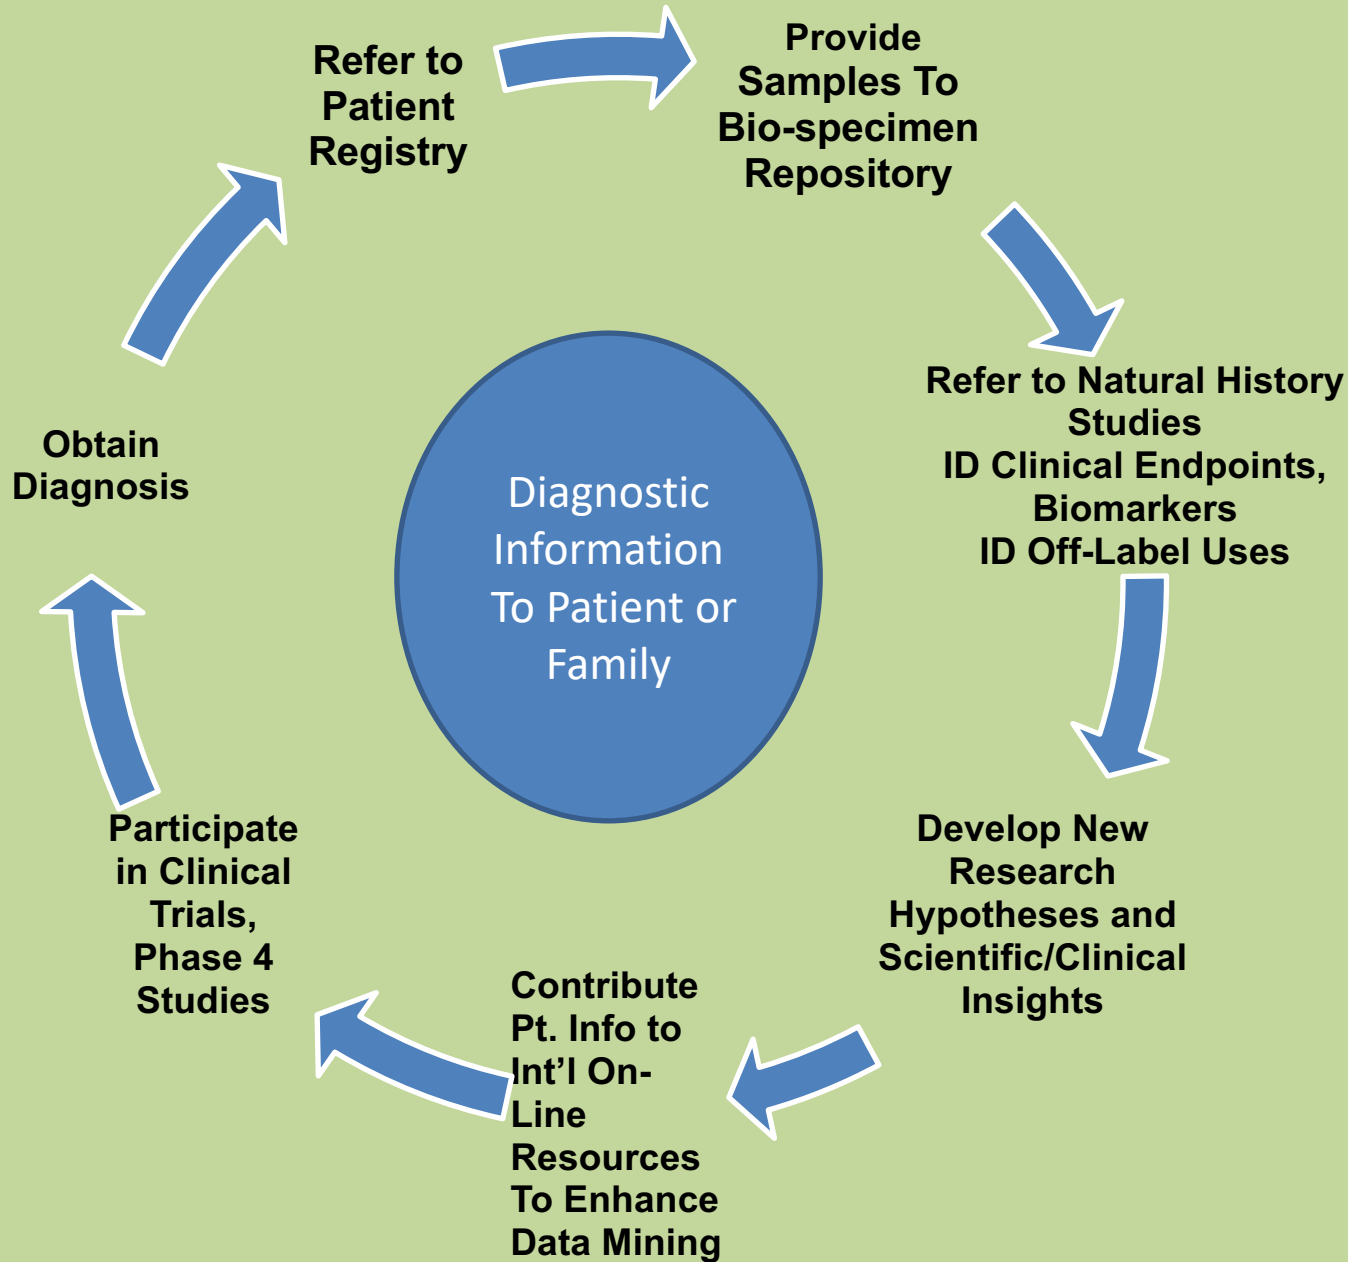 Refer to
Patient
Registry
Provide
Samples To
Bio-specimen
Repository
Refer to Natural History
Studies
ID Clinical Endpoints,
Biomarkers
ID Off-Label Uses
Develop New
Research
Hypotheses and
Scientific/Clinical
Insights
Contribute
Pt. Info to
Int’l On-
Line
Resources
To Enhance
Data Mining
Participate
in Clinical
Trials,
Phase 4
Studies
Obtain
Diagnosis
Diagnostic
Information
To Patient or
Family